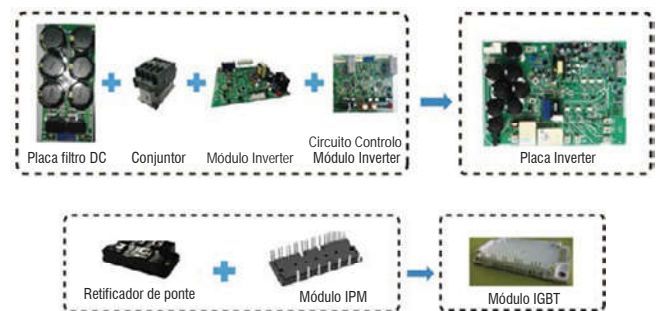 Placa filtro DC
Conjuntor
Módulo Inverter
Circuito Controlo
Módulo Inverter
Placa Inverter
Retificador de ponte
Módulo IPM
Módulo IGBT